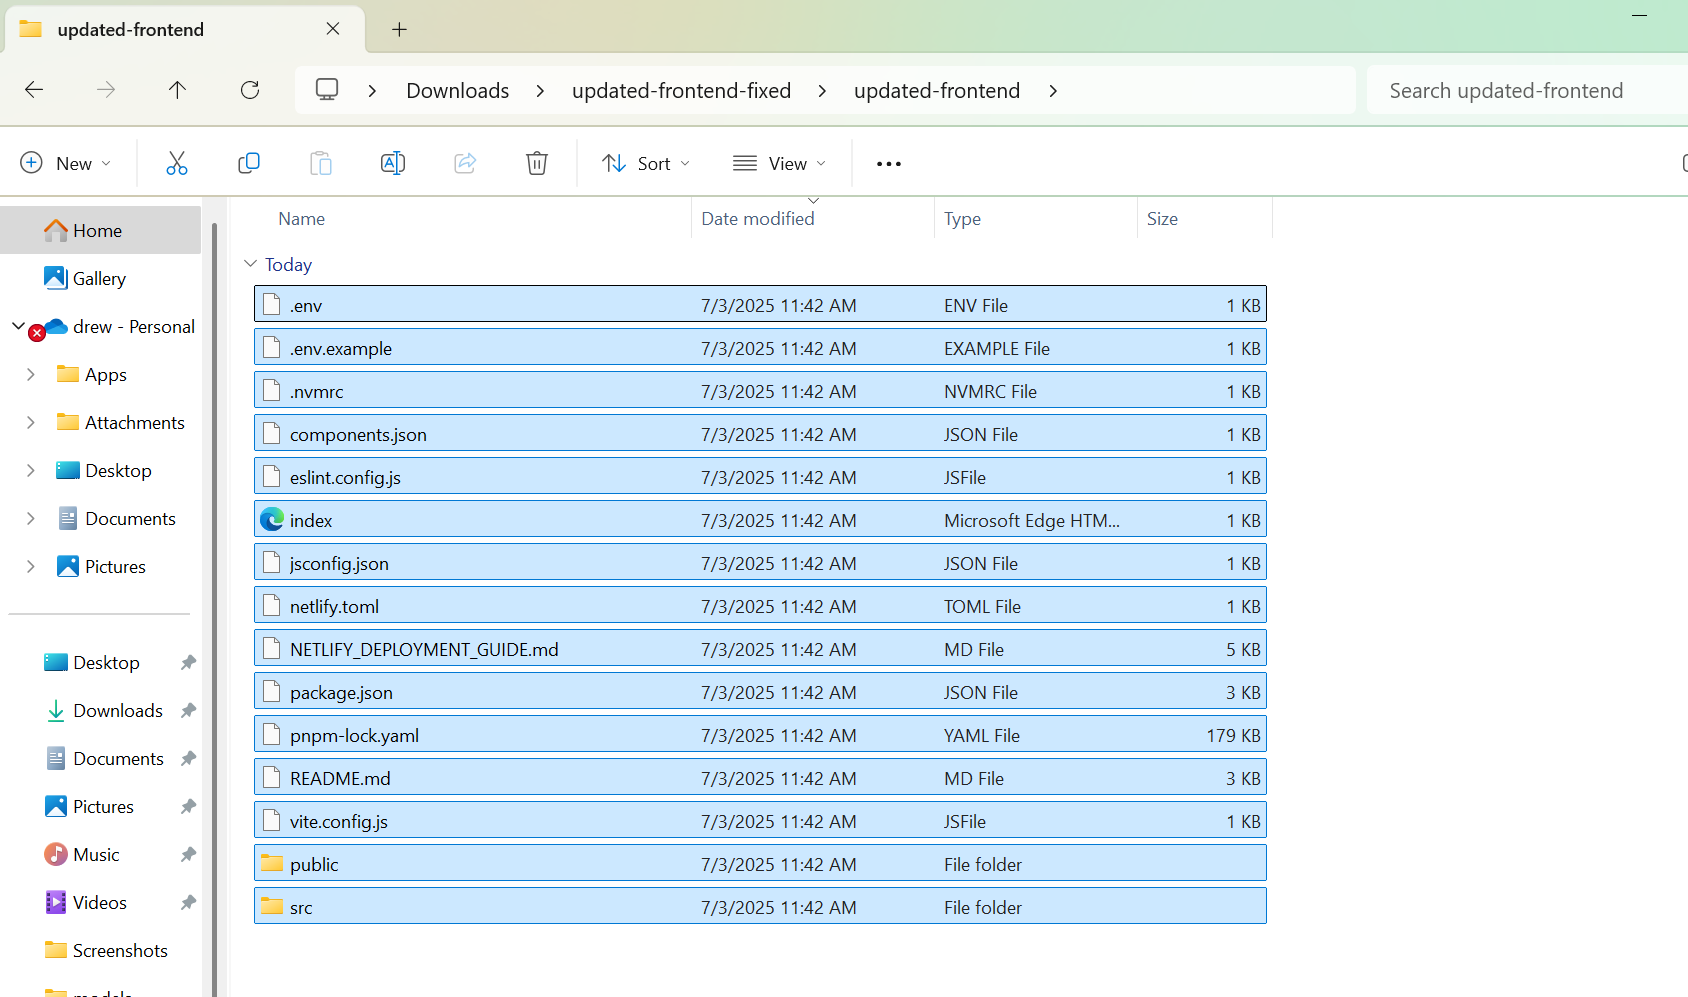 updated-frontend
Downloads > updated-frontend-fixed > updated-frontend >
Search updated-frontend
New
Sort
View
Home
Gallery
drew - Personal
Apps
Attachments
Desktop
Documents
Pictures
Desktop
Downloads
Documents
Pictures
Music
Videos
Screenshots
Name Date modified Type Size
Today
.env 7/3/2025 11:42 AM ENV File 1 KB
.env.example 7/3/2025 11:42 AM EXAMPLE File 1 KB
.nvmrc 7/3/2025 11:42 AM NVMRC File 1 KB
components.json 7/3/2025 11:42 AM JSON File 1 KB
eslint.config.js 7/3/2025 11:42 AM JSFile 1 KB
index 7/3/2025 11:42 AM Microsoft Edge HTM... 1 KB
jsconfig.json 7/3/2025 11:42 AM JSON File 1 KB
netlify.toml 7/3/2025 11:42 AM TOML File 1 KB
NETLIFY_DEPLOYMENT_GUIDE.md 7/3/2025 11:42 AM MD File 5 KB
package.json 7/3/2025 11:42 AM JSON File 3 KB
pnpm-lock.yaml 7/3/2025 11:42 AM YAML File 179 KB
README.md 7/3/2025 11:42 AM MD File 3 KB
vite.config.js 7/3/2025 11:42 AM JSFile 1 KB
public 7/3/2025 11:42 AM File folder
src 7/3/2025 11:42 AM File folder